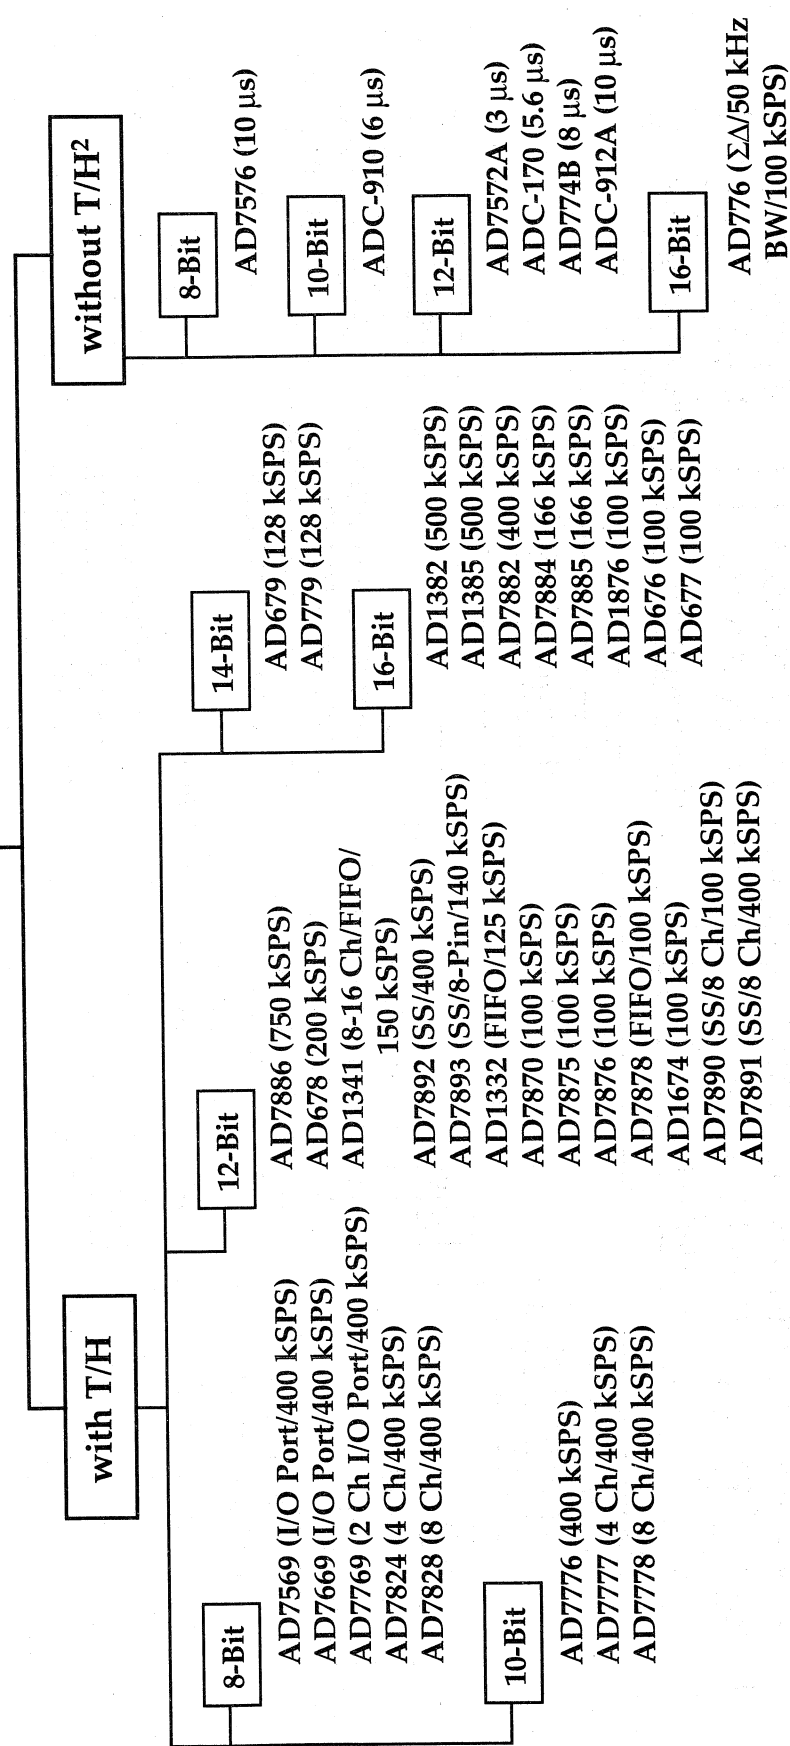 with T/H
8-Bit
AD7569 (I/O Port/400 kSPS)
AD7669 (I/O Port/400 kSPS)
AD7769 (2 Ch I/O Port/400 kSPS)
AD7824 (4 Ch/400 kSPS)
AD7828 (8 Ch/400 kSPS)
10-Bit
AD7776 (400 kSPS)
AD7777 (4 Ch/400 kSPS)
AD7778 (8 Ch/400 kSPS)
12-Bit
AD7886 (750 kSPS)
AD678 (200 kSPS)
AD1341 (8-16 Ch/FIFO/
150 kSPS)
AD7892 (SS/400 kSPS)
AD7893 (SS/8-Pin/140 kSPS)
AD1332 (FIFO/125 kSPS)
AD7870 (100 kSPS)
AD7875 (100 kSPS)
AD7876 (100 kSPS)
AD7878 (FIFO/100 kSPS)
AD1674 (100 kSPS)
AD7890 (SS/8 Ch/100 kSPS)
AD7891 (SS/8 Ch/400 kSPS)
14-Bit
AD679 (128 kSPS)
AD779 (128 kSPS)
16-Bit
AD1382 (500 kSPS)
AD1385 (500 kSPS)
AD7882 (400 kSPS)
AD7884 (166 kSPS)
AD7885 (166 kSPS)
AD1876 (100 kSPS)
AD676 (100 kSPS)
AD677 (100 kSPS)
without T/H²
8-Bit
AD7576 (10 µs)
10-Bit
ADC-910 (6 µs)
12-Bit
AD7572A (3 µs)
ADC-170 (5.6 µs)
AD774B (8 µs)
ADC-912A (10 µs)
16-Bit
AD776 (ΣΔ/50 kHz
BW/100 kSPS)